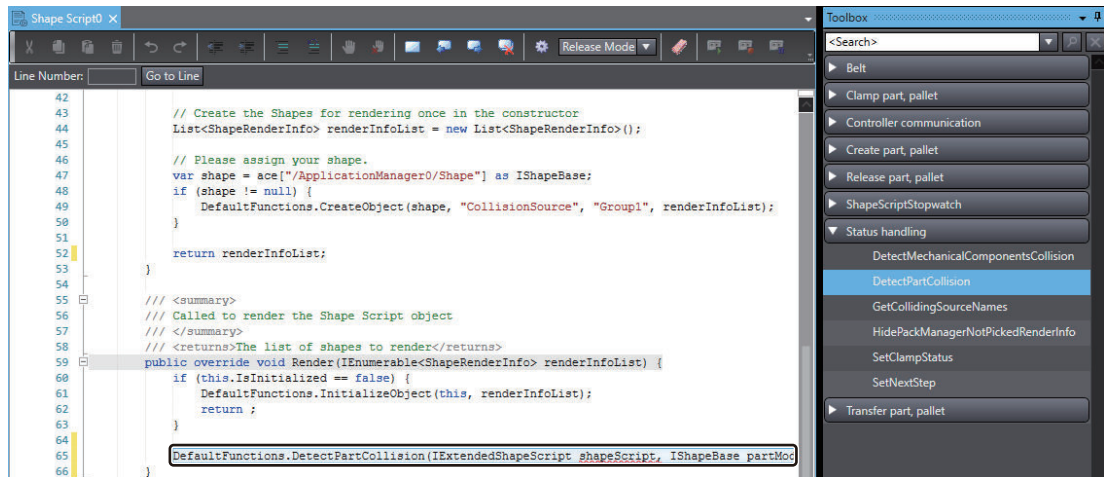 Shape Script0
Release Mode
Line Number:
Go to Line
42
43 // Create the Shapes for rendering once in the constructor
44 List<ShapeRenderInfo> renderInfoList = new List<ShapeRenderInfo>();
45
46 // Please assign your shape.
47 var shape = ace["/ApplicationManager0/Shape"] as IShapeBase;
48 if (shape != null) {
49 DefaultFunctions.CreateObject(shape, "CollisionSource", "Group1", renderInfoList);
50 }
51
52 return renderInfoList;
53 }
54
55 /// <summary>
56 /// Called to render the Shape Script object
57 /// </summary>
58 /// <returns>The list of shapes to render</returns>
59 public override void Render(IEnumerable<ShapeRenderInfo> renderInfoList) {
60 if (this.IsInitialized == false) {
61 DefaultFunctions.InitializeObject(this, renderInfoList);
62 return ;
63 }
64
65 DefaultFunctions.DetectPartCollision(IExtendedShapeScript shapeScript, IShapeBase partMod
66 }
Toolbox
<Search>
Belt
Clamp part, pallet
Controller communication
Create part, pallet
Release part, pallet
ShapeScriptStopwatch
Status handling
DetectMechanicalComponentsCollision
DetectPartCollision
GetCollidingSourceNames
HidePackManagerNotPickedRenderInfo
SetClampStatus
SetNextStep
Transfer part, pallet